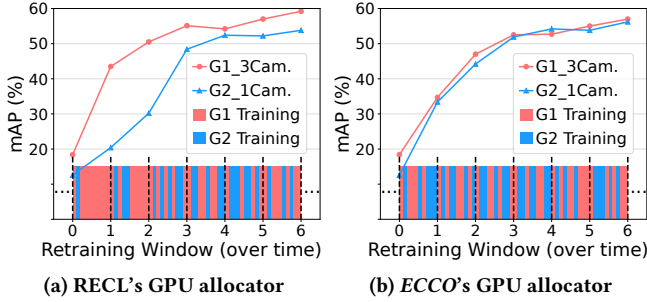 60
50
40
30
20
mAP (%)
G1_3Cam.
G2_1Cam.
G1 Training
G2 Training
...
...
0 1 2 3 4 5 6
Retraining Window (over time)
(a) RECL's GPU allocator
60
50
40
30
20
mAP (%)
G1_3Cam.
G2_1Cam.
G1 Training
G2 Training
...
...
0 1 2 3 4 5 6
Retraining Window (over time)
(b) ECCO's GPU allocator